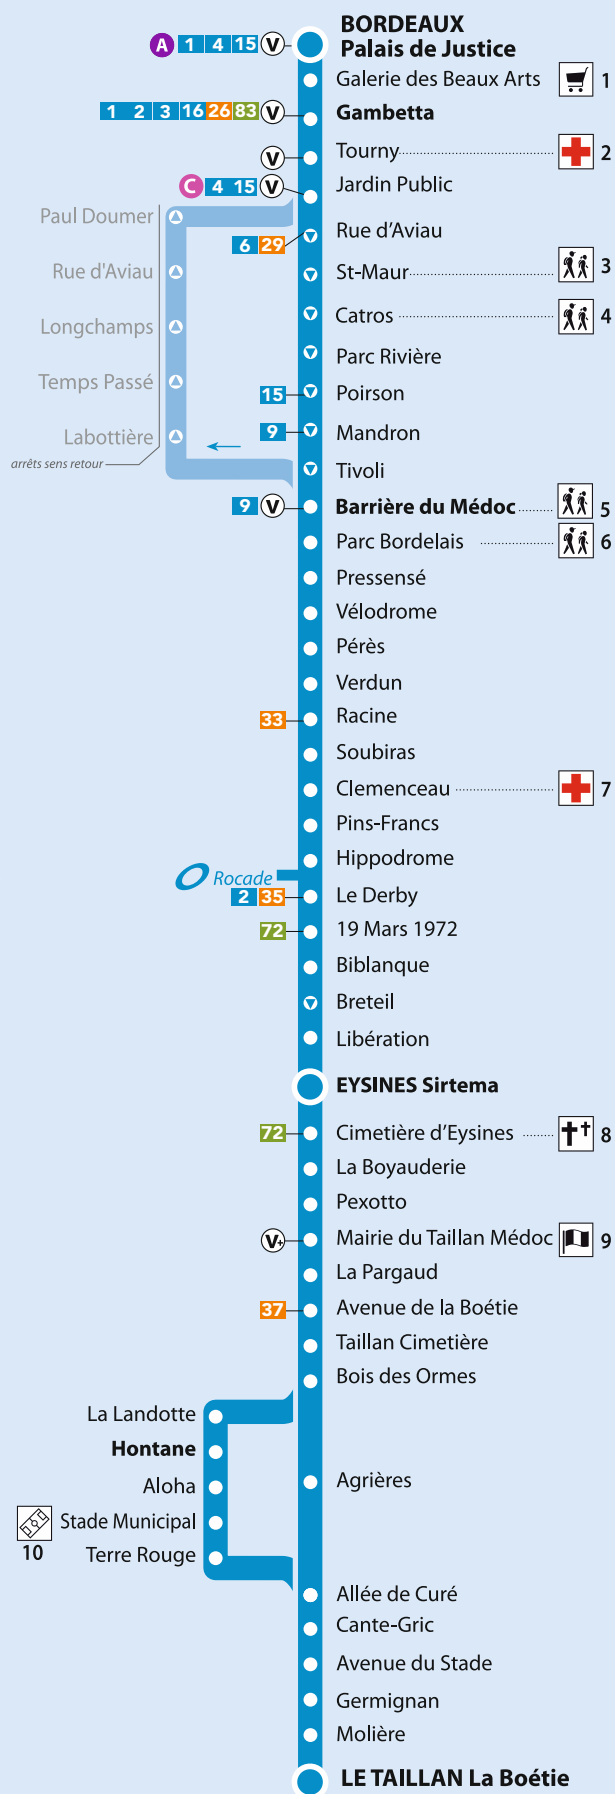 BORDEAUX
A 1 4 15 V Palais de Justice
Galerie des Beaux Arts 1
1 2 3 16 26 83 V Gambetta
V Tourny 2
C 4 15 V Jardin Public
Paul Doumer
6 29 Rue d'Aviau
Rue d'Aviau
St-Maur 3
Catros 4
Longchamps
Parc Rivière
Temps Passé
15 Poirson
9 Mandron
Labottière
arrêts sens retour
Tivoli
9 V Barrière du Médoc 5
Parc Bordelais 6
Pressensé
Vélodrome
Pérès
Verdun
33 Racine
Soubiras
Clemenceau 7
Pins-Francs
Hippodrome
Rocade
2 35 Le Derby
72 19 Mars 1972
Biblanque
Breteil
Libération
EYSINES Sirtema
72 Cimetière d'Eysines 8
La Boyauderie
Pexotto
V+ Mairie du Taillan Médoc 9
La Pargaud
37 Avenue de la Boétie
Taillan Cimetière
Bois des Ormes
La Landotte
Hontane
Aloha
Agrières
Stade Municipal
10
Terre Rouge
Allée de Curé
Cante-Gric
Avenue du Stade
Germignan
Molière
LE TAILLAN La Boétie